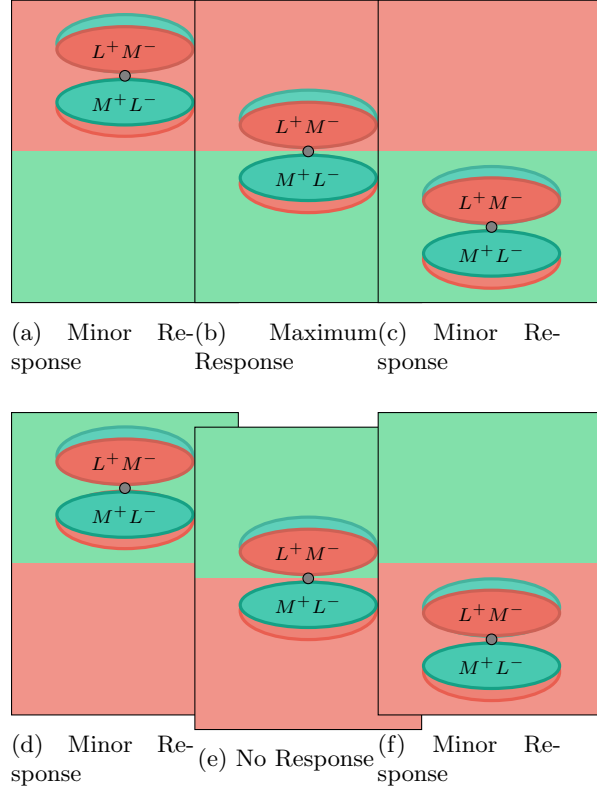 L⁺M⁻
M⁺L⁻
L⁺M⁻
M⁺L⁻
L⁺M⁻
M⁺L⁻
(a) Minor Re-
sponse
(b) Maximum
Response
(c) Minor Re-
sponse
L⁺M⁻
M⁺L⁻
L⁺M⁻
M⁺L⁻
L⁺M⁻
M⁺L⁻
(d) Minor Re-
sponse
(e) No Response
(f) Minor Re-
sponse